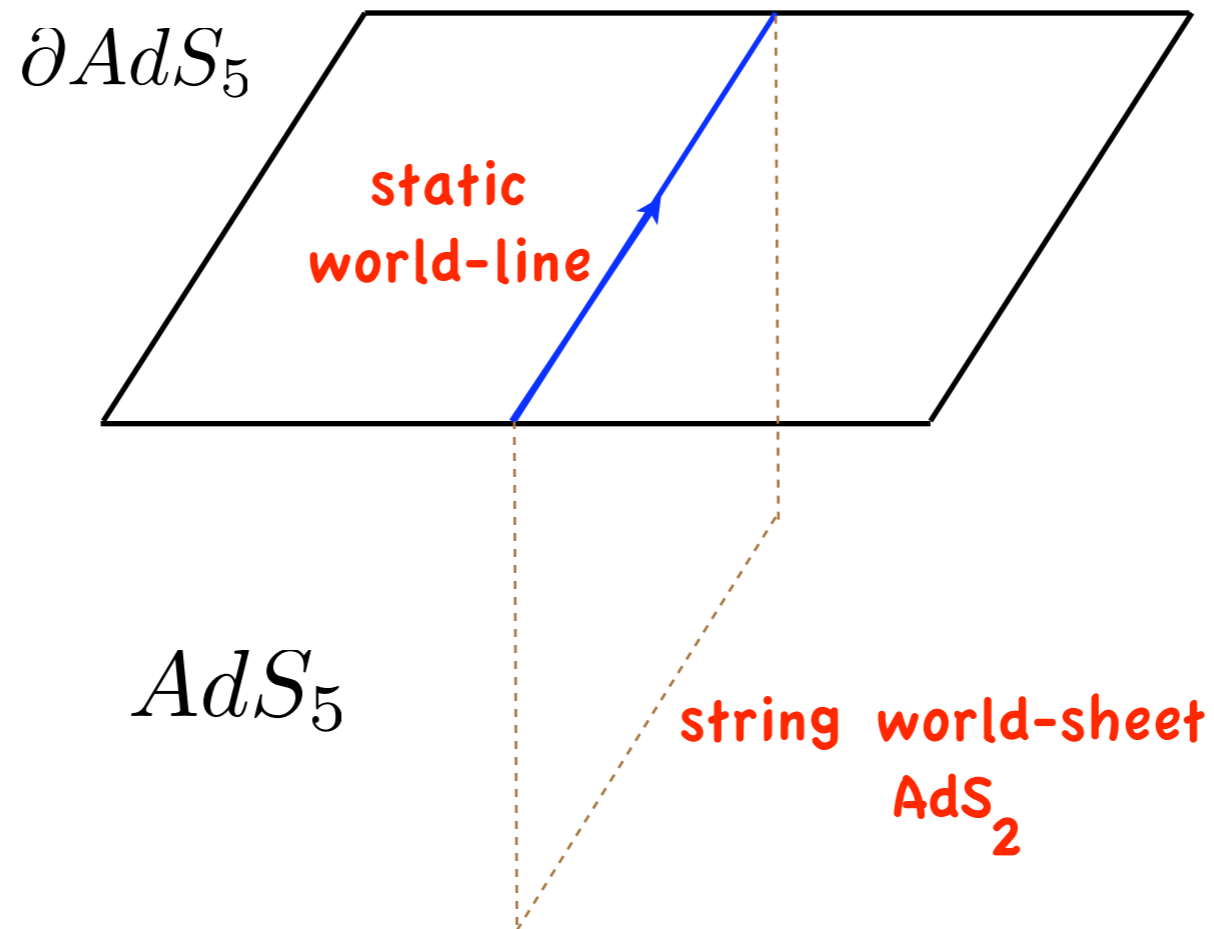 ∂AdS₅
static
world-line
AdS₅
string world-sheet
AdS₂